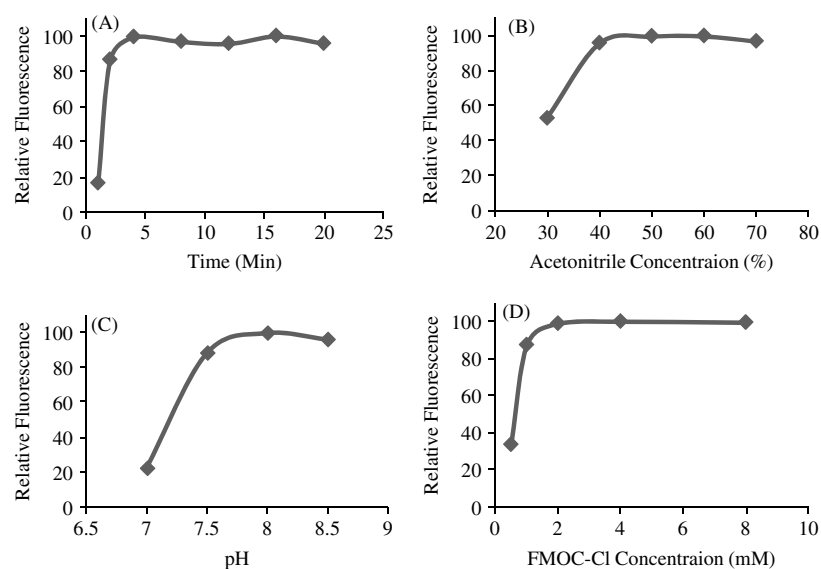 (A)
Relative Fluorescence
100
80
60
40
20
0
0 5 10 15 20 25
Time (Min)
(B)
Relative Fluorescence
100
80
60
40
20
0
20 30 40 50 60 70 80
Acetonitrile Concentraion (%)
(C)
Relative Fluorescence
100
80
60
40
20
0
6.5 7 7.5 8 8.5 9
pH
(D)
Relative Fluorescence
100
80
60
40
20
0
0 2 4 6 8 10
FMOC-Cl Concentraion (mM)